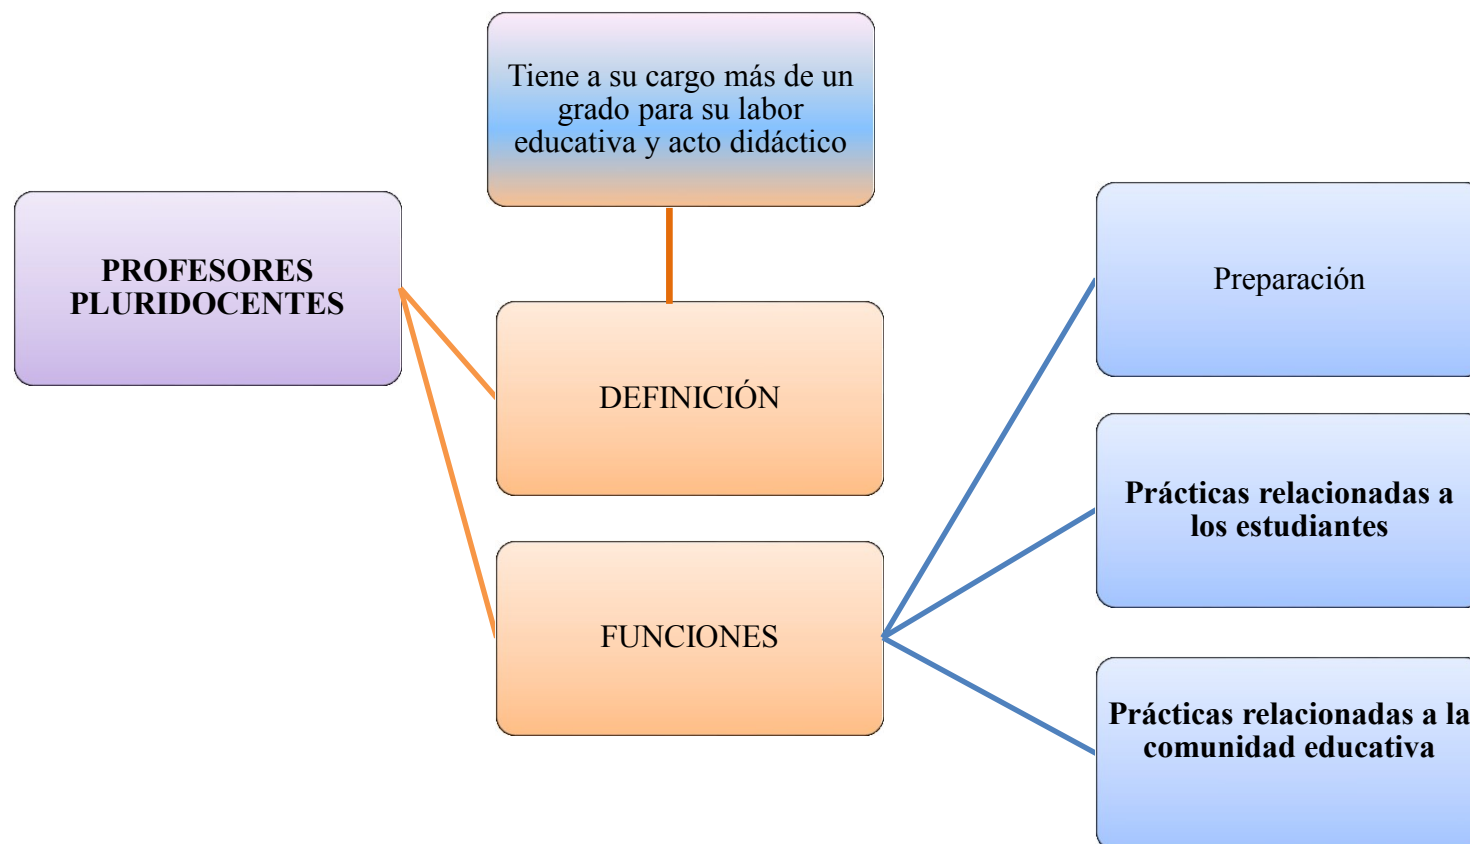 Tiene a su cargo más de un
grado para su labor
educativa y acto didáctico
PROFESORES
PLURIDOCENTES
DEFINICIÓN
FUNCIONES
Preparación
Prácticas relacionadas a
los estudiantes
Prácticas relacionadas a la
comunidad educativa